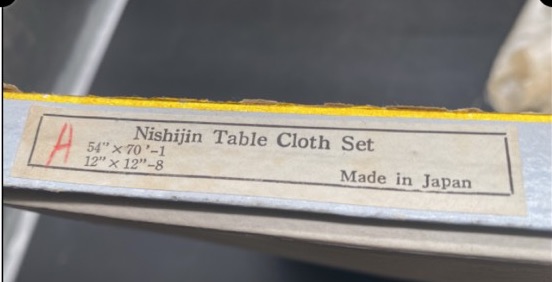 A
Nishijin Table Cloth Set
54"×70'-1
12"×12"-8
Made in Japan